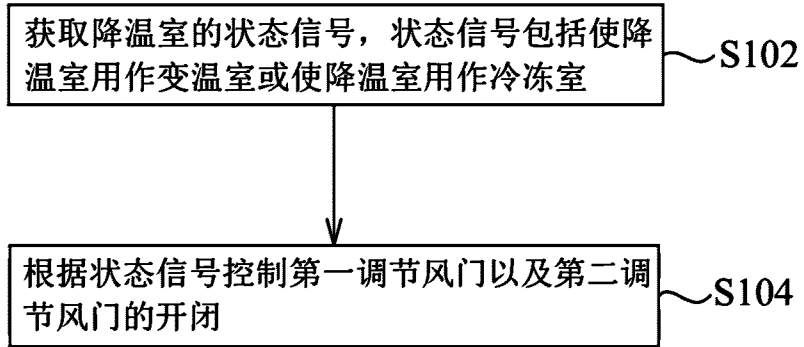 获取降温室的状态信号，状态信号包括使降
温室用作变温室或使降温室用作冷冻室
S102
根据状态信号控制第一调节风门以及第二调
节风门的开闭
S104